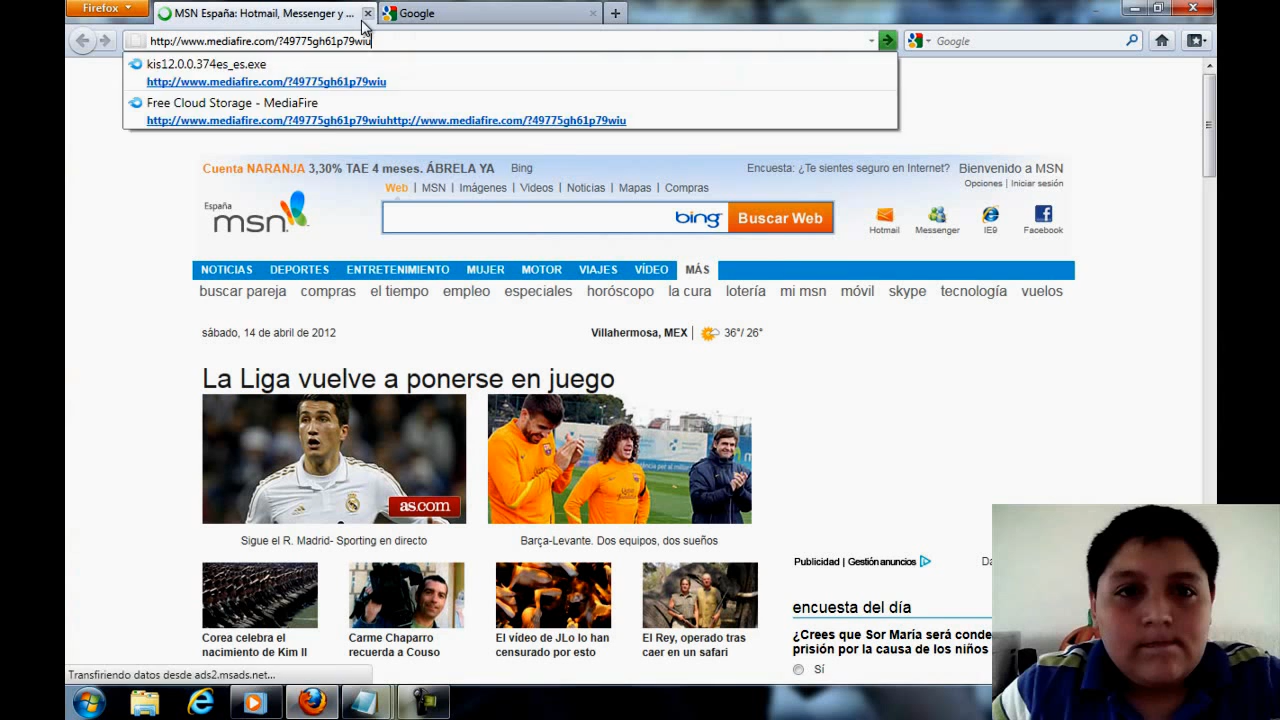 Firefox
MSN España: Hotmail, Messenger y ...
Google
http://www.mediafire.com/?49775gh61p79wiu
Google
kis12.0.0.374es_es.exe
http://www.mediafire.com/?49775gh61p79wiu
Free Cloud Storage - MediaFire
http://www.mediafire.com/?49775gh61p79wiuhttp://www.mediafire.com/?49775gh61p79wiu
Cuenta NARANJA 3,30% TAE 4 meses. ÁBRELA YA Bing
Encuesta: ¿Te sientes seguro en Internet? Bienvenido a MSN
Opciones | Iniciar sesión
Web | MSN | Imágenes | Videos | Noticias | Mapas | Compras
España
msn
bing
Buscar Web
Hotmail Messenger IE9 Facebook
NOTICIAS DEPORTES ENTRETENIMIENTO MUJER MOTOR VIAJES VÍDEO MÁS
buscar pareja compras el tiempo empleo especiales horóscopo la cura lotería mi msn móvil skype tecnología vuelos
sábado, 14 de abril de 2012
Villahermosa, MEX | 36°/ 26°
La Liga vuelve a ponerse en juego
as.com
Sigue el R. Madrid- Sporting en directo
Barça-Levante. Dos equipos, dos sueños
Publicidad | Gestión anuncios
encuesta del día
¿Crees que Sor María será conde
prisión por la causa de los niños
Sí
Corea celebra el
nacimiento de Kim Il
Carme Chaparro
recuerda a Couso
El vídeo de JLo lo han
censurado por esto
El Rey, operado tras
caer en un safari
Transfiriendo datos desde ads2.msads.net...